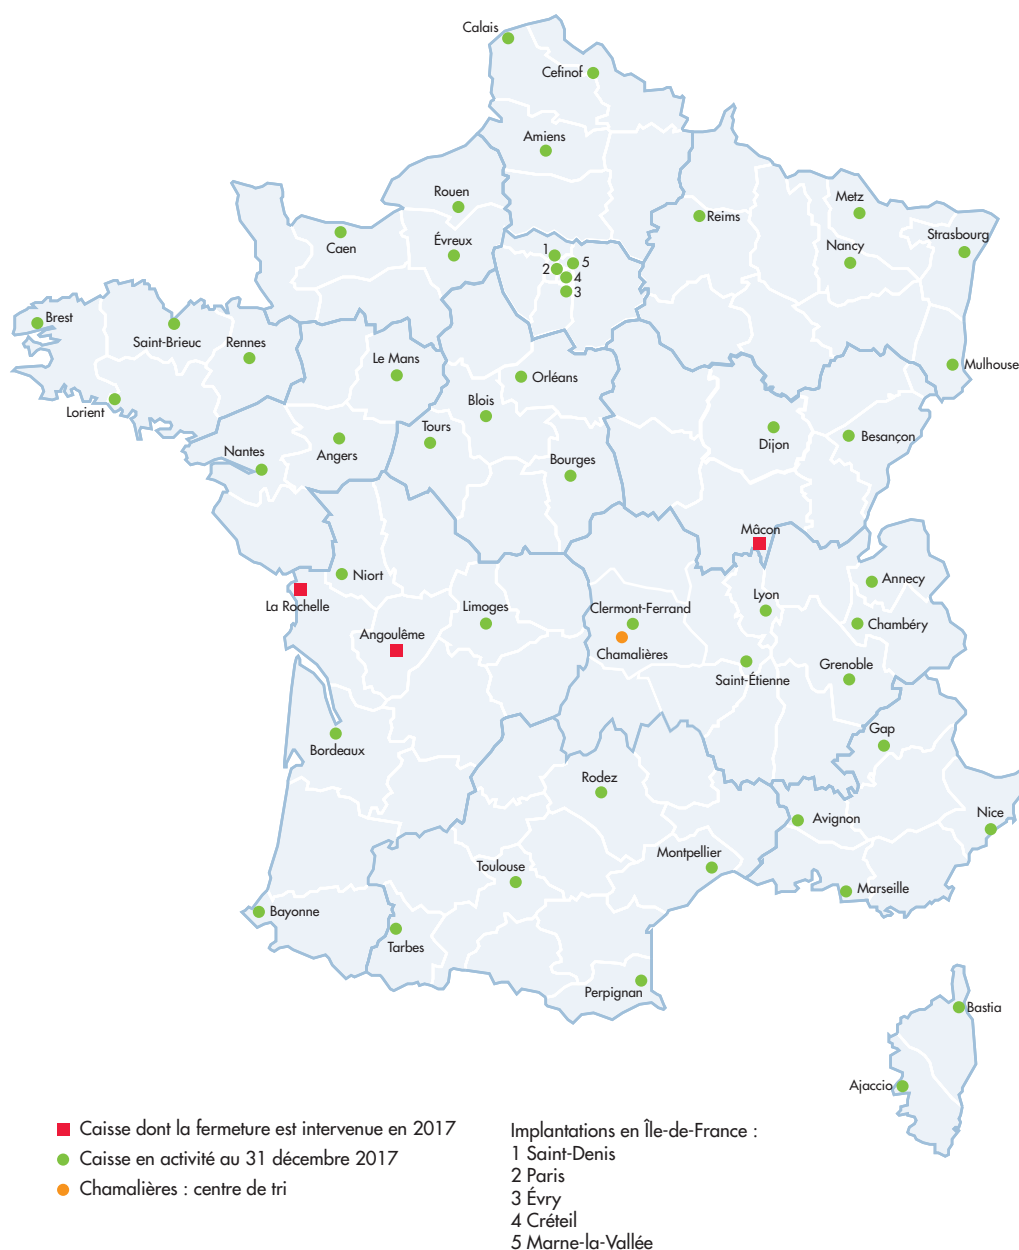 Calais
Cefinof
Amiens
Rouen
Metz
Reims
Strasbourg
Caen
Évreux
Nancy
1
5
2
4
3
Brest
Saint-Brieuc
Rennes
Le Mans
Mulhouse
Orléans
Lorient
Blois
Tours
Dijon
Besançon
Nantes
Angers
Bourges
Mâcon
Niort
Annecy
La Rochelle
Limoges
Clermont-Ferrand
Lyon
Chambéry
Angoulême
Chamalières
Grenoble
Saint-Étienne
Gap
Bordeaux
Rodez
Avignon
Nice
Montpellier
Toulouse
Marseille
Bayonne
Tarbes
Perpignan
Bastia
Ajaccio
Caisse dont la fermeture est intervenue en 2017
Caisse en activité au 31 décembre 2017
Chamalières : centre de tri
Implantations en Île-de-France :
1 Saint-Denis
2 Paris
3 Évry
4 Créteil
5 Marne-la-Vallée